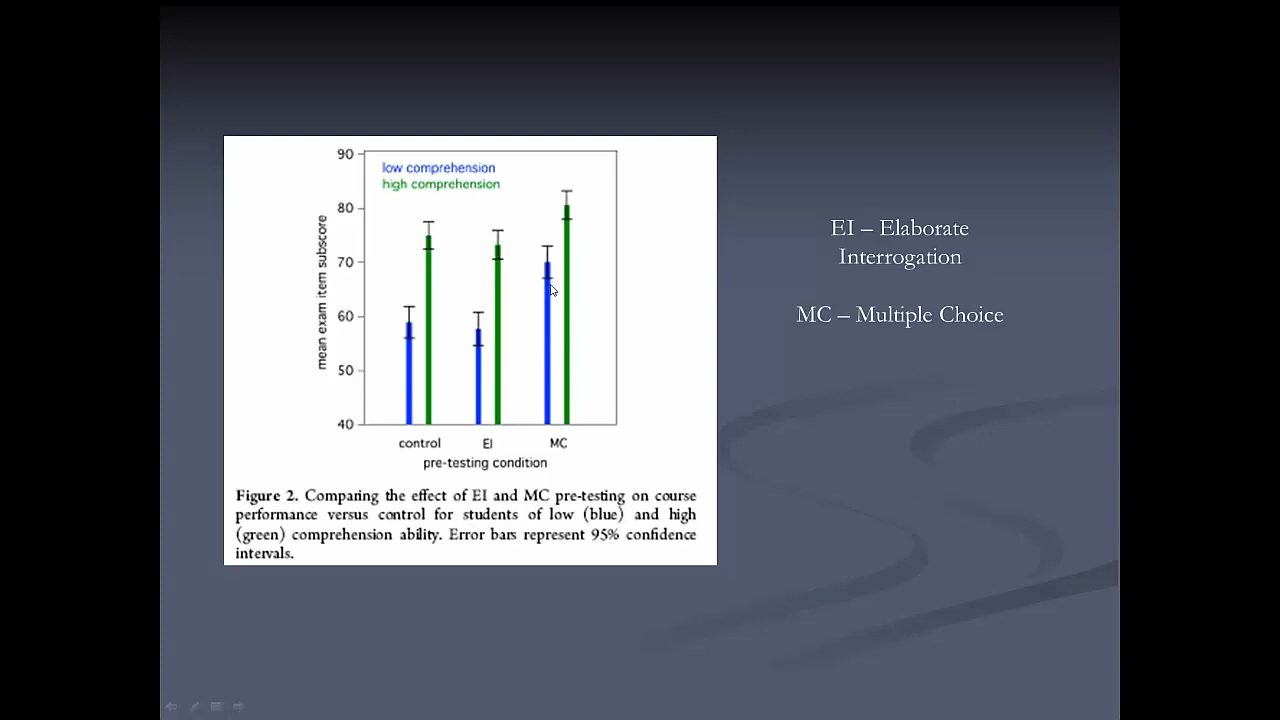 90
80
70
60
50
40
mean exam item subscore
low comprehension
high comprehension
control EI MC
pre-testing condition
Figure 2. Comparing the effect of EI and MC pre-testing on course
performance versus control for students of low (blue) and high
(green) comprehension ability. Error bars represent 95% confidence
intervals.
EI – Elaborate
Interrogation
MC – Multiple Choice